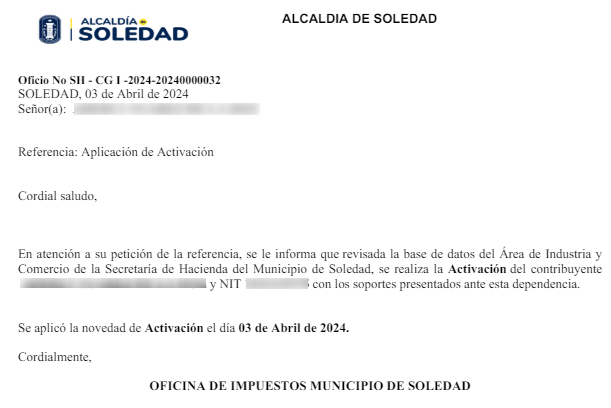 ALCALDÍA DE
SOLEDAD
ALCALDIA DE SOLEDAD
Oficio No SH - CG I -2024-20240000032
SOLEDAD, 03 de Abril de 2024
Señor(a):
Referencia: Aplicación de Activación
Cordial saludo,
En atención a su petición de la referencia, se le informa que revisada la base de datos del Área de Industria y
Comercio de la Secretaría de Hacienda del Municipio de Soledad, se realiza la Activación del contribuyente
y NIT con los soportes presentados ante esta dependencia.
Se aplicó la novedad de Activación el día 03 de Abril de 2024.
Cordialmente,
OFICINA DE IMPUESTOS MUNICIPIO DE SOLEDAD